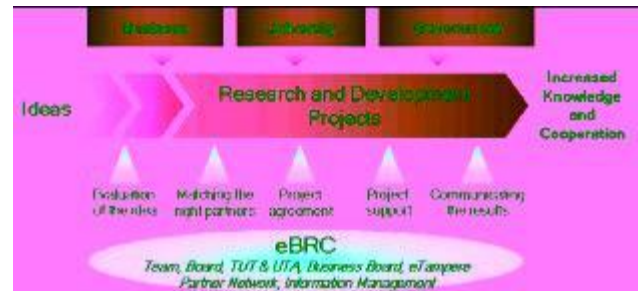 Business University Government
Ideas
Research and Development
Projects
Increased
Knowledge
and
Cooperation
Evaluation
of the idea
Matching the
right partners
Project
agreement
Project
support
Communicating
the results
eBRC
Team, Board, TUT & UTA, Business Board, eTampere
Partner Network, Information Management